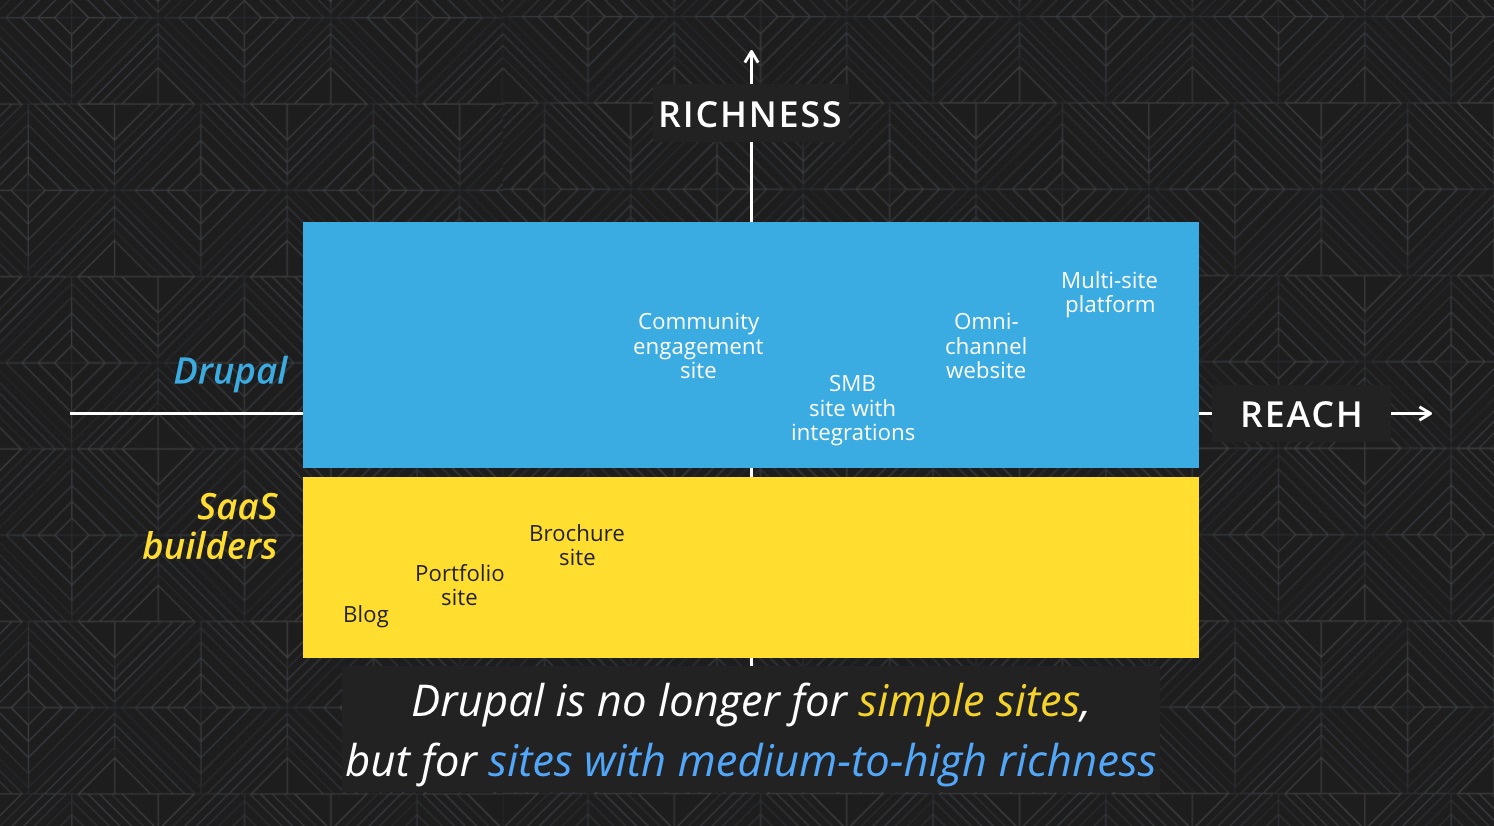 RICHNESS
Multi-site
platform
Community
engagement
site
Omni-
channel
website
SMB
site with
integrations
Drupal
REACH
SaaS
builders
Brochure
site
Portfolio
site
Blog
Drupal is no longer for simple sites,
but for sites with medium-to-high richness